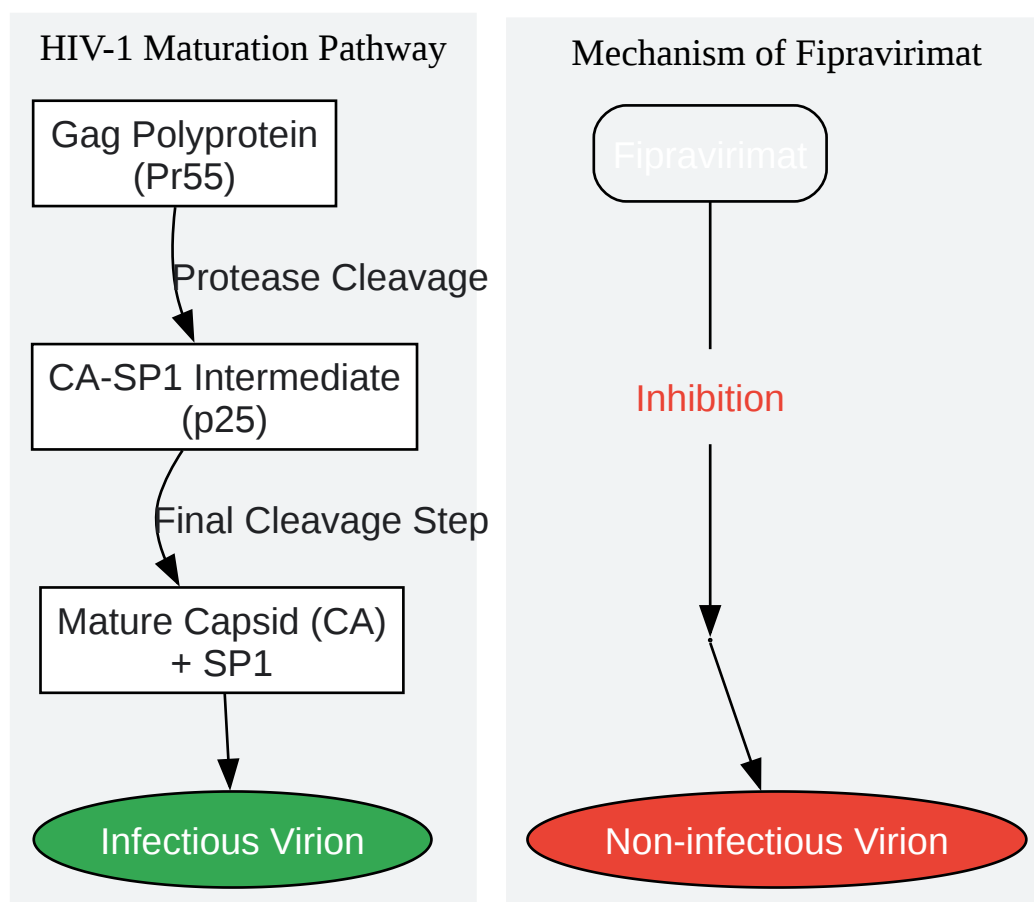 HIV-1 Maturation Pathway
Gag Polyprotein
(Pr55)
Protease Cleavage
CA-SP1 Intermediate
(p25)
Final Cleavage Step
Mature Capsid (CA)
+ SP1
Infectious Virion
Mechanism of Fipravirimat
Fipravirimat
Inhibition
Non-infectious Virion